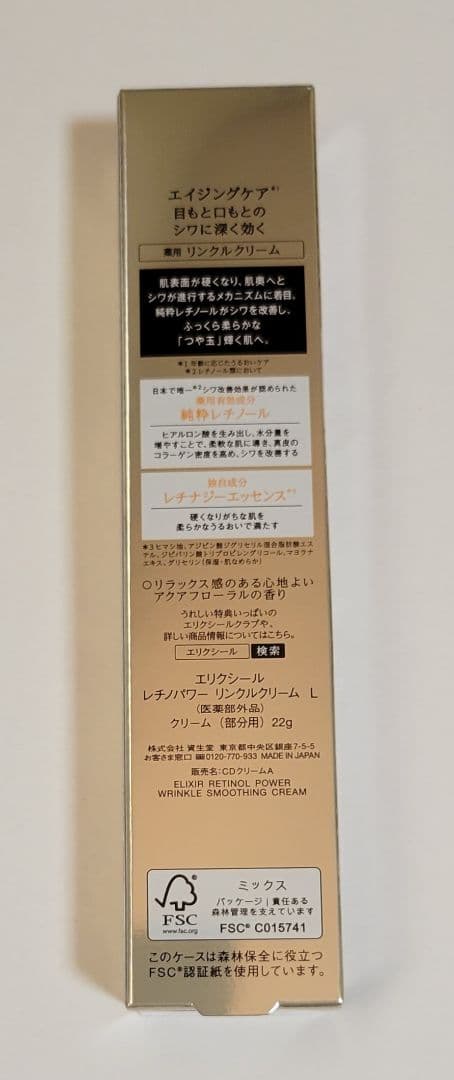 エイジングケア*1
目もと口もとの
シワに深く効く
薬用 リンクルクリーム
肌表面が硬くなり、肌奥へと
シワが進行するメカニズムに着目。
純粋レチノールがシワを改善し、
ふっくら柔らかな
「つや玉」輝く肌へ。
*1 年齢に応じたうるおいケア
*2 レチノール類において
日本で唯一*2シワ改善効果が認められた
薬用有効成分
純粋レチノール
ヒアルロン酸を生み出し、水分量を
増やすことで、柔軟な肌に導き、真皮の
コラーゲン密度を高め、シワを改善する
独自成分
レチナジーエッセンス*3
硬くなりがちな肌を
柔らかなうるおいで満たす
*3 ヒマシ油、アジピン酸ジグリセリル混合脂肪酸エス
テル、ジピバリン酸トリプロピレングリコール、マヨラナ
エキス、グリセリン(保湿・肌なめらか)
○リラックス感のある心地よい
アクアフローラルの香り
うれしい特典いっぱいの
エリクシールクラブや、
詳しい商品情報についてはこちら。
エリクシール 検索
エリクシール
レチノパワー リンクルクリーム L
(医薬部外品)
クリーム(部分用) 22g
株式会社 資生堂 東京都中央区銀座7-5-5
お客さま窓口 0120-770-933 MADE IN JAPAN
販売名:CDクリームA
ELIXIR RETINOL POWER
WRINKLE SMOOTHING CREAM
FSC
www.fsc.org
ミックス
パッケージ|責任ある
森林管理を支えています
FSC® C015741
このケースは森林保全に役立つ
FSC®認証紙を使用しています。